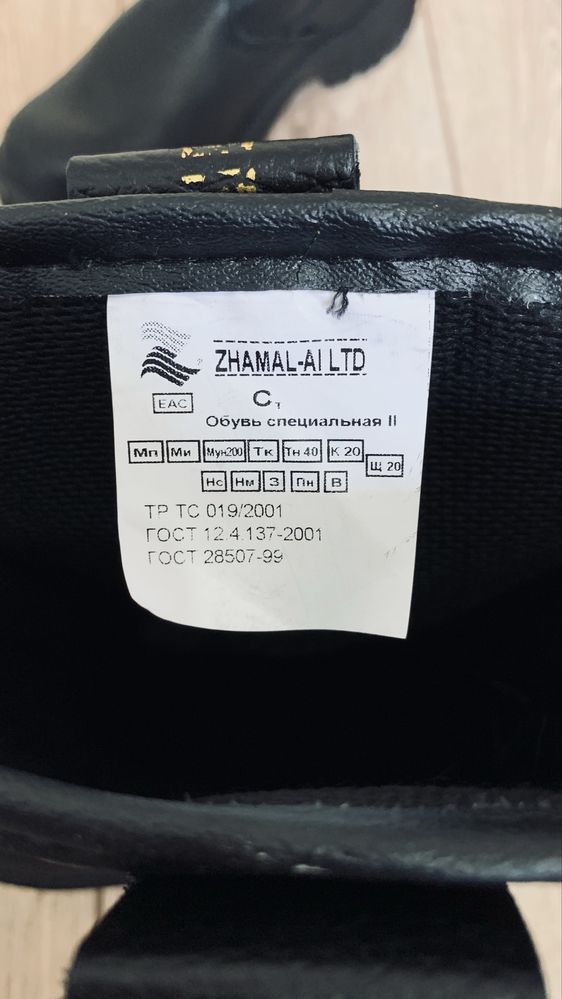 ZHAMAL-AI LTD
EAC
Ст
Обувь специальная II
Мп Ми Мун200 Тк Тн 40 К 20 Щ 20
Нс Нм З Пн В
ТР ТС 019/2001
ГОСТ 12.4.137-2001
ГОСТ 28507-99